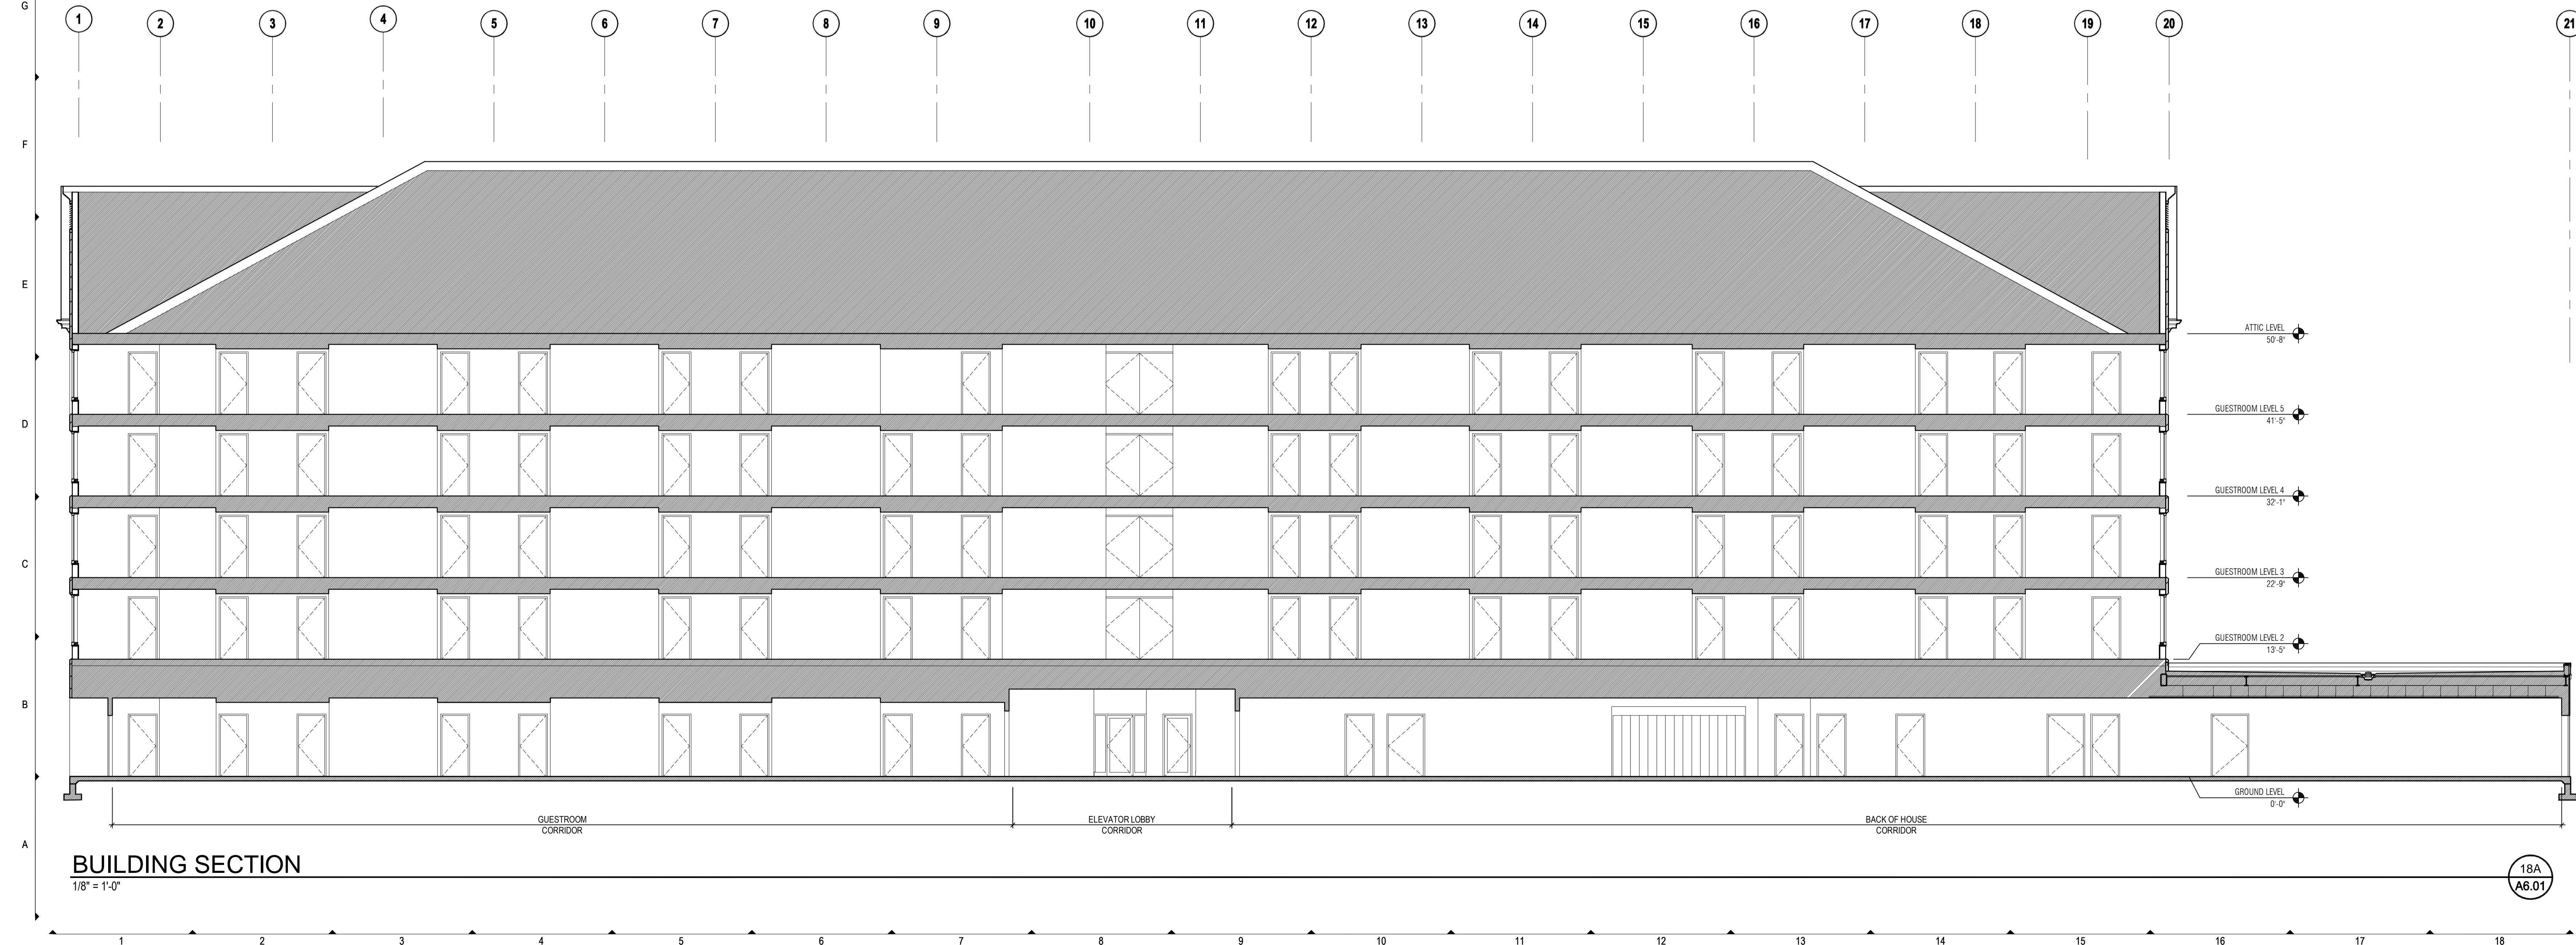 G
1 2 3 4 5 6 7 8 9 10 11 12 13 14 15 16 17 18 19 20 21
F
E
ATTIC LEVEL
50'-8"
GUESTROOM LEVEL 5
41'-5"
D
GUESTROOM LEVEL 4
32'-1"
C
GUESTROOM LEVEL 3
22'-9"
GUESTROOM LEVEL 2
13'-5"
B
GROUND LEVEL
0'-0"
GUESTROOM
CORRIDOR
ELEVATOR LOBBY
CORRIDOR
BACK OF HOUSE
CORRIDOR
A
BUILDING SECTION
1/8" = 1'-0"
18A
A6.01
1 2 3 4 5 6 7 8 9 10 11 12 13 14 15 16 17 18